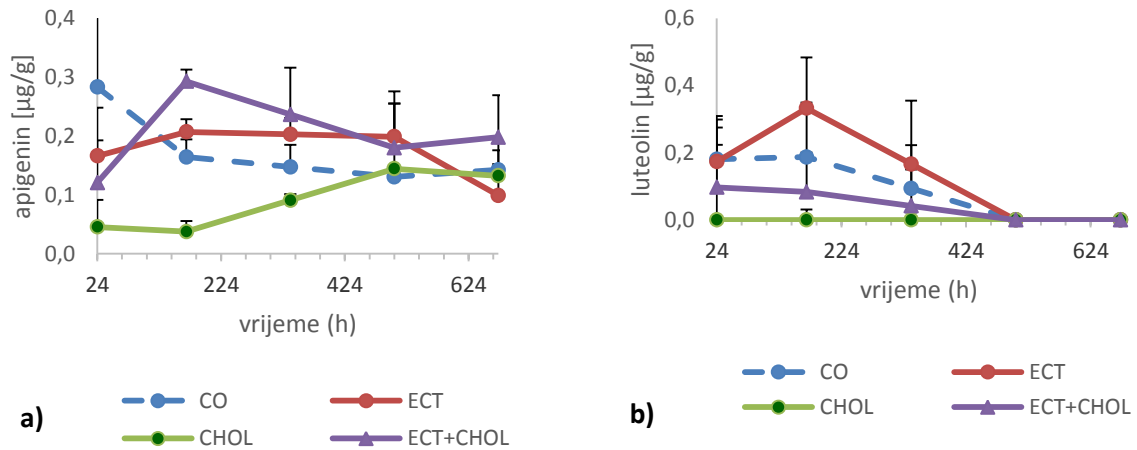 apigenin [µg/g]
0,4
0,3
0,2
0,1
0,0
24 224 424 624
vrijeme (h)
a)
CO ECT
CHOL ECT+CHOL
luteolin [µg/g]
0,6
0,4
0,2
0,0
24 224 424 624
vrijeme (h)
b)
CO ECT
CHOL ECT+CHOL